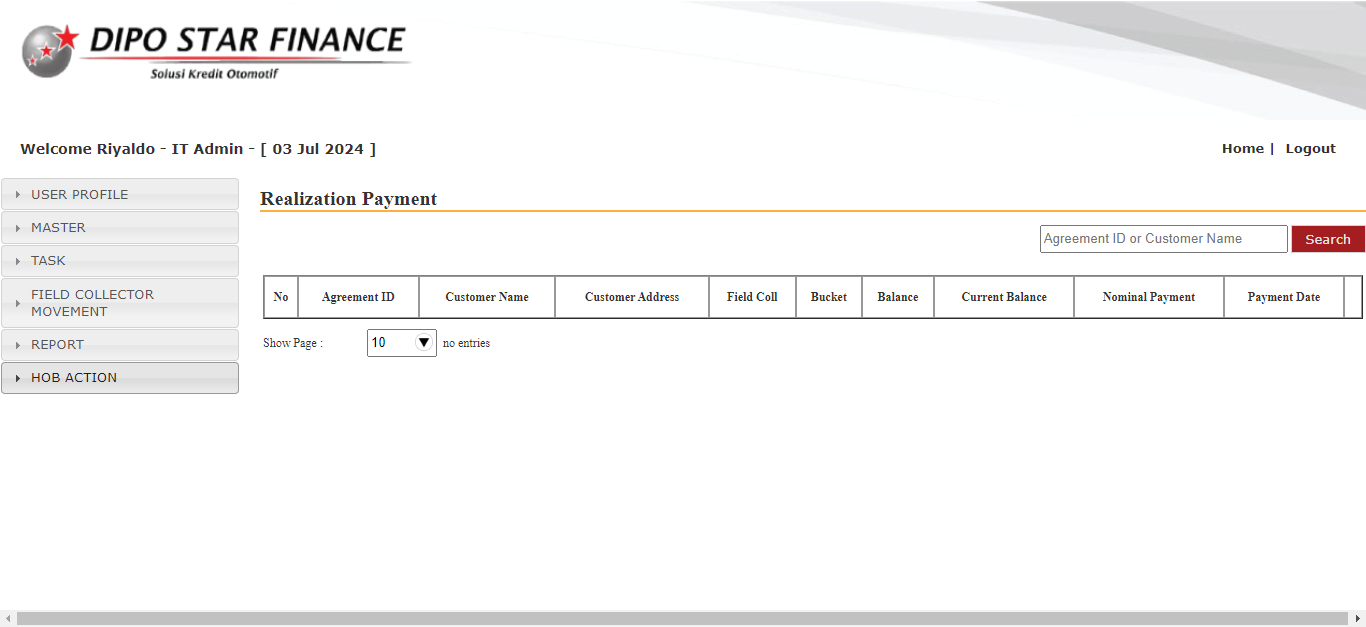 DIPO STAR FINANCE
Solusi Kredit Otomotif
Welcome Riyaldo - IT Admin - [ 03 Jul 2024 ]
Home | Logout
USER PROFILE
MASTER
TASK
FIELD COLLECTOR
MOVEMENT
REPORT
HOB ACTION
Realization Payment
Agreement ID or Customer Name Search
No Agreement ID Customer Name Customer Address Field Coll Bucket Balance Current Balance Nominal Payment Payment Date
Show Page : 10 no entries